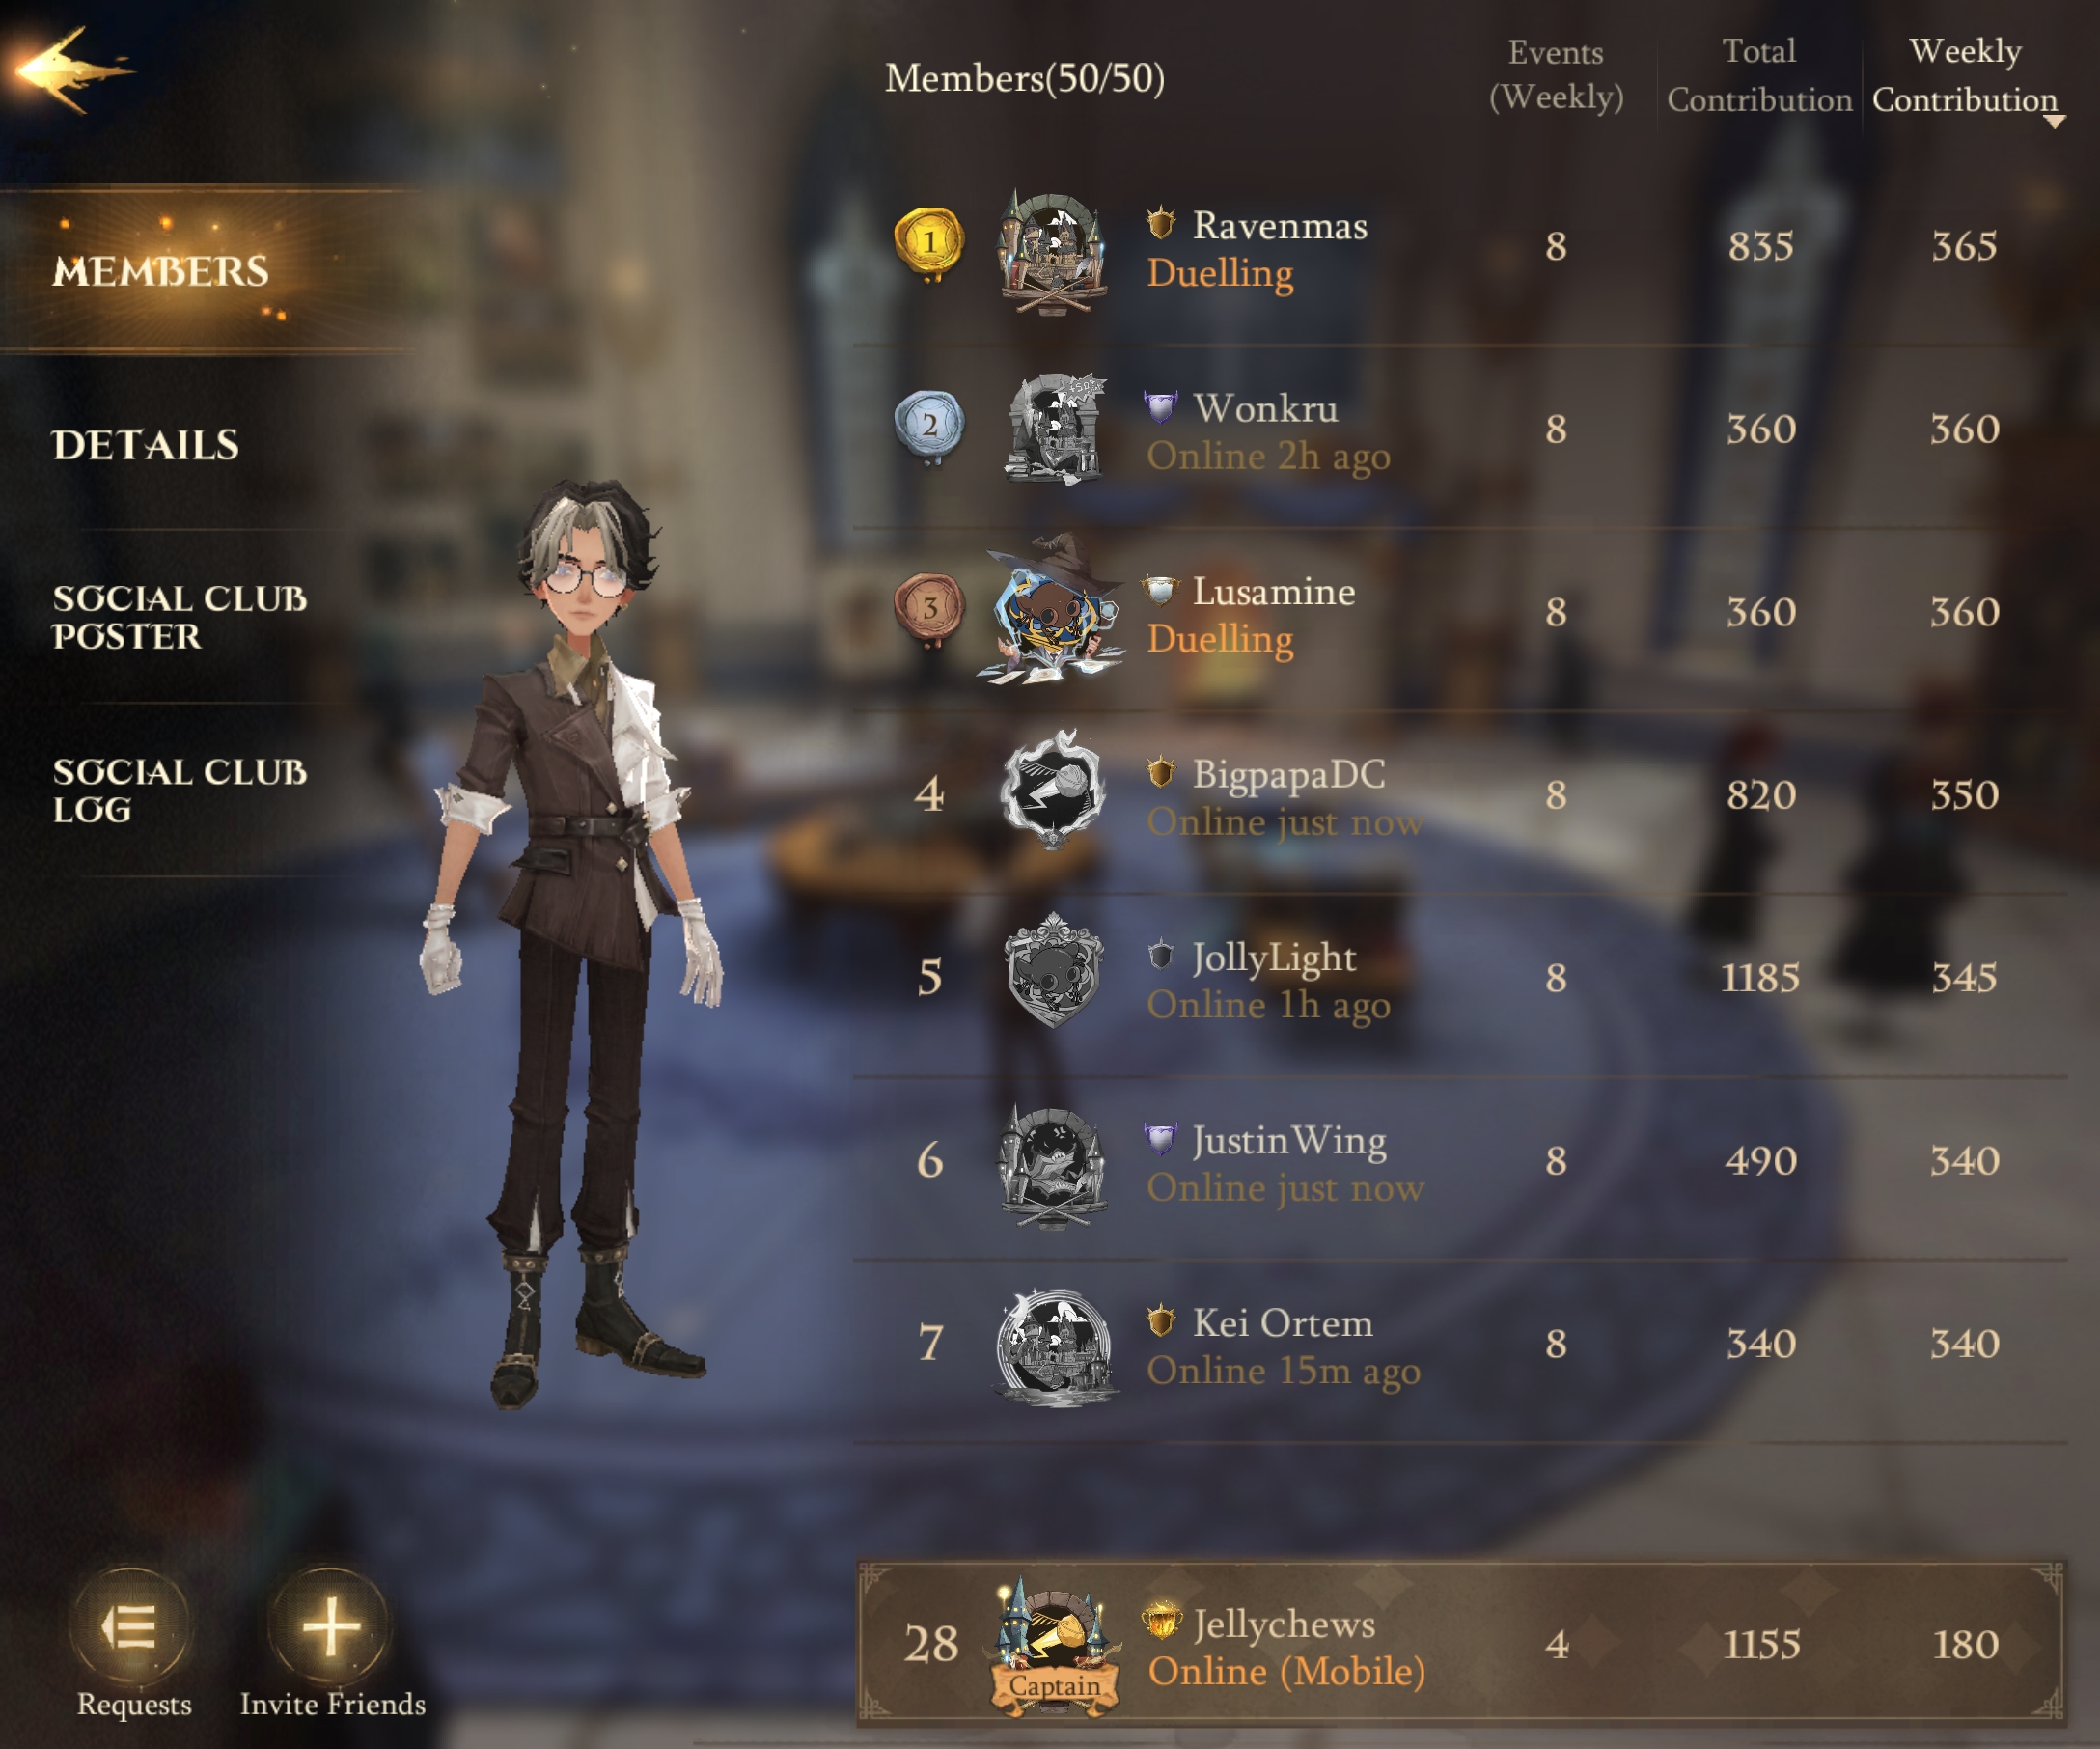 Members(50/50)
Events
(Weekly)
Total
Contribution
Weekly
Contribution
MEMBERS
DETAILS
SOCIAL CLUB
POSTER
SOCIAL CLUB
LOG
1
Ravenmas
Duelling
8
835
365
2
Wonkru
Online 2h ago
8
360
360
3
Lusamine
Duelling
8
360
360
4
BigpapaDC
Online just now
8
820
350
5
JollyLight
Online 1h ago
8
1185
345
6
JustinWing
Online just now
8
490
340
7
Kei Ortem
Online 15m ago
8
340
340
28
Captain
Jellychews
Online (Mobile)
4
1155
180
Requests
Invite Friends